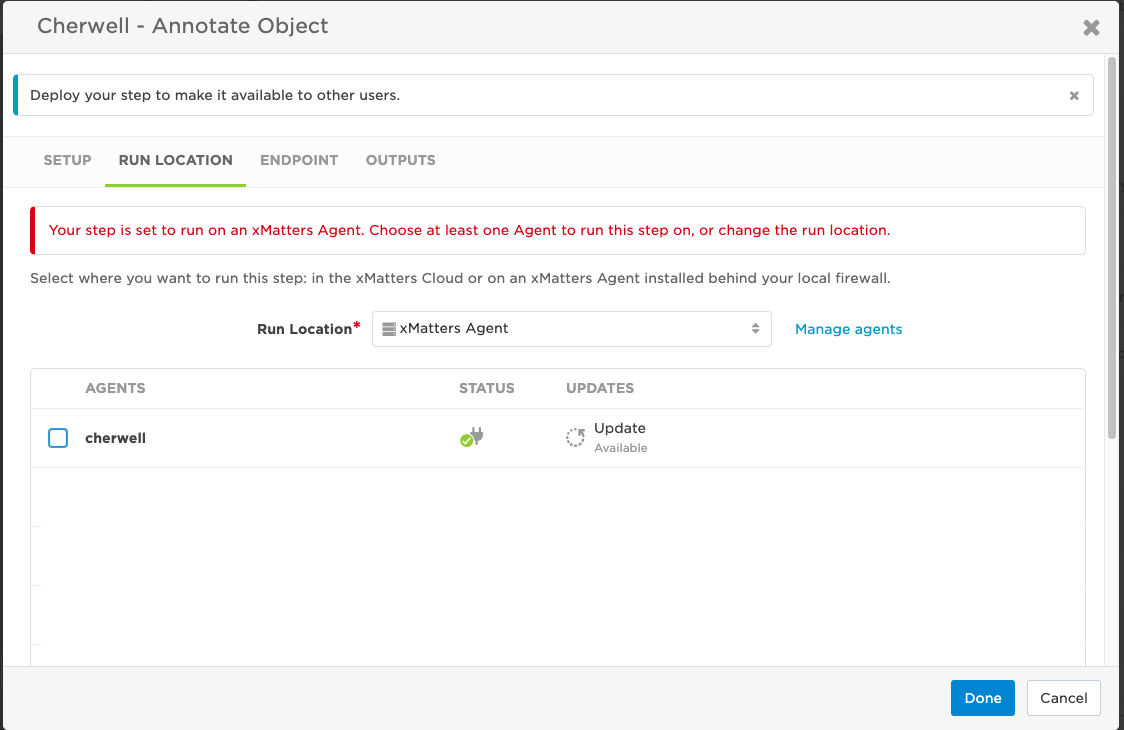 Cherwell - Annotate Object
Deploy your step to make it available to other users.
SETUP RUN LOCATION ENDPOINT OUTPUTS
Your step is set to run on an xMatters Agent. Choose at least one Agent to run this step on, or change the run location.
Select where you want to run this step: in the xMatters Cloud or on an xMatters Agent installed behind your local firewall.
Run Location* xMatters Agent Manage agents
AGENTS STATUS UPDATES
cherwell Update
Available
Done Cancel